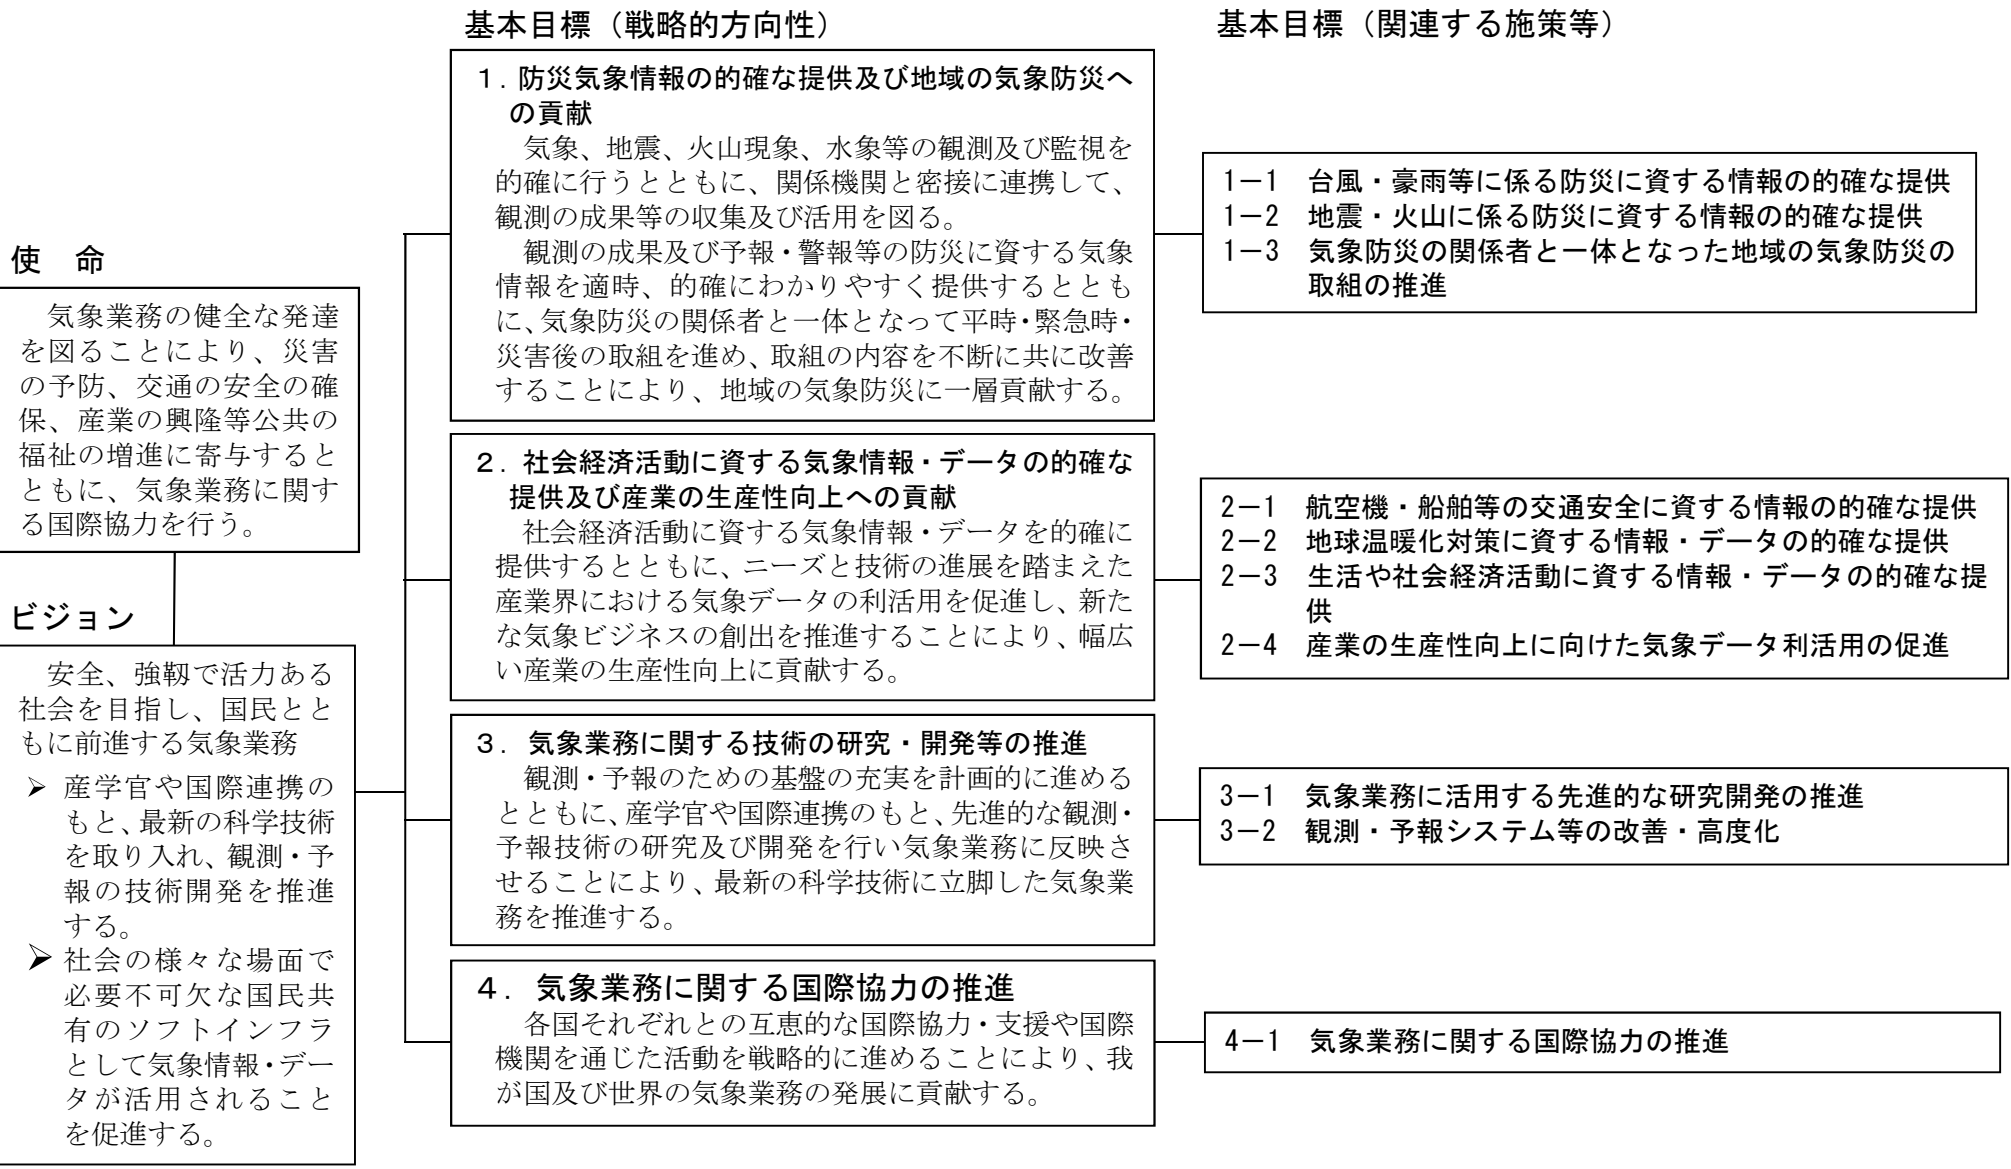 使　命
気象業務の健全な発達
を図ることにより、災害
の予防、交通の安全の確
保、産業の興隆等公共の
福祉の増進に寄与すると
ともに、気象業務に関す
る国際協力を行う。
ビジョン
安全、強靱で活力ある
社会を目指し、国民とと
もに前進する気象業務
➢ 産学官や国際連携の
もと、最新の科学技術
を取り入れ、観測・予
報の技術開発を推進
する。
➢ 社会の様々な場面で
必要不可欠な国民共
有のソフトインフラ
として気象情報・デー
タが活用されること
を促進する。
基本目標（戦略的方向性）
１．防災気象情報の的確な提供及び地域の気象防災へ
の貢献
気象、地震、火山現象、水象等の観測及び監視を
的確に行うとともに、関係機関と密接に連携して、
観測の成果等の収集及び活用を図る。
観測の成果及び予報・警報等の防災に資する気象
情報を適時、的確にわかりやすく提供するととも
に、気象防災の関係者と一体となって平時・緊急時・
災害後の取組を進め、取組の内容を不断に共に改善
することにより、地域の気象防災に一層貢献する。
２．社会経済活動に資する気象情報・データの的確な
提供及び産業の生産性向上への貢献
社会経済活動に資する気象情報・データを的確に
提供するとともに、ニーズと技術の進展を踏まえた
産業界における気象データの利活用を促進し、新た
な気象ビジネスの創出を推進することにより、幅広
い産業の生産性向上に貢献する。
３．気象業務に関する技術の研究・開発等の推進
観測・予報のための基盤の充実を計画的に進める
とともに、産学官や国際連携のもと、先進的な観測・
予報技術の研究及び開発を行い気象業務に反映さ
せることにより、最新の科学技術に立脚した気象業
務を推進する。
４．気象業務に関する国際協力の推進
各国それぞれとの互恵的な国際協力・支援や国際
機関を通じた活動を戦略的に進めることにより、我
が国及び世界の気象業務の発展に貢献する。
基本目標（関連する施策等）
1－1　台風・豪雨等に係る防災に資する情報の的確な提供
1－2　地震・火山に係る防災に資する情報の的確な提供
1－3　気象防災の関係者と一体となった地域の気象防災の
取組の推進
2－1　航空機・船舶等の交通安全に資する情報の的確な提供
2－2　地球温暖化対策に資する情報・データの的確な提供
2－3　生活や社会経済活動に資する情報・データの的確な提
供
2－4　産業の生産性向上に向けた気象データ利活用の促進
3－1　気象業務に活用する先進的な研究開発の推進
3－2　観測・予報システム等の改善・高度化
4－1　気象業務に関する国際協力の推進